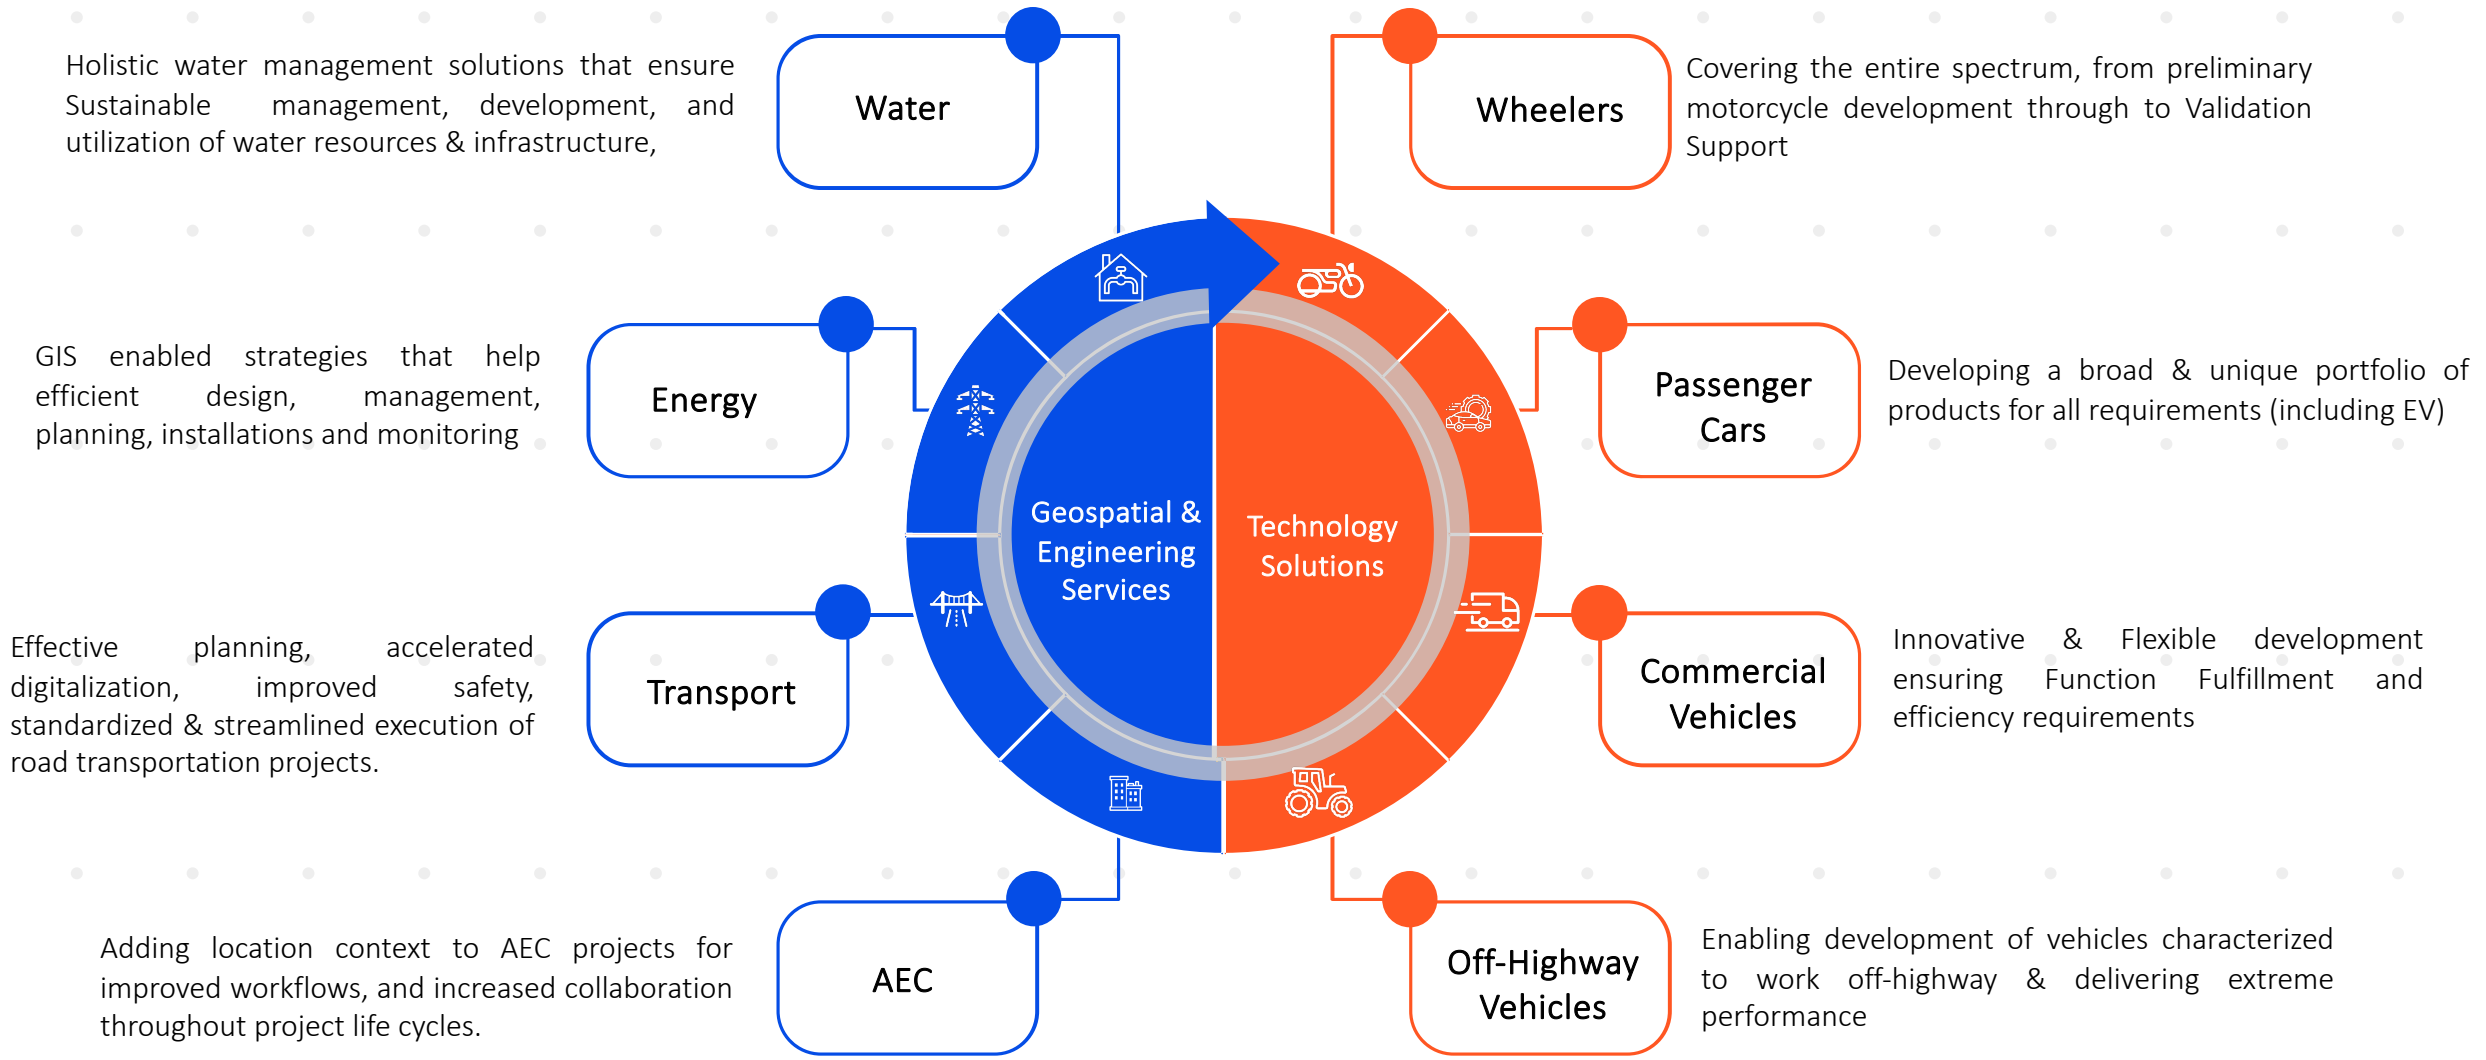 Holistic water management solutions that ensure
Sustainable management, development, and
utilization of water resources & infrastructure,
Water
Wheelers
Covering the entire spectrum, from preliminary
motorcycle development through to Validation
Support
GIS enabled strategies that help
efficient design, management,
planning, installations and monitoring
Energy
Passenger
Cars
Developing a broad & unique portfolio of
products for all requirements (including EV)
Geospatial &
Engineering
Services
Technology
Solutions
Effective planning, accelerated
digitalization, improved safety,
standardized & streamlined execution of
road transportation projects.
Transport
Commercial
Vehicles
Innovative & Flexible development
ensuring Function Fulfillment and
efficiency requirements
Adding location context to AEC projects for
improved workflows, and increased collaboration
throughout project life cycles.
AEC
Off-Highway
Vehicles
Enabling development of vehicles characterized
to work off-highway & delivering extreme
performance